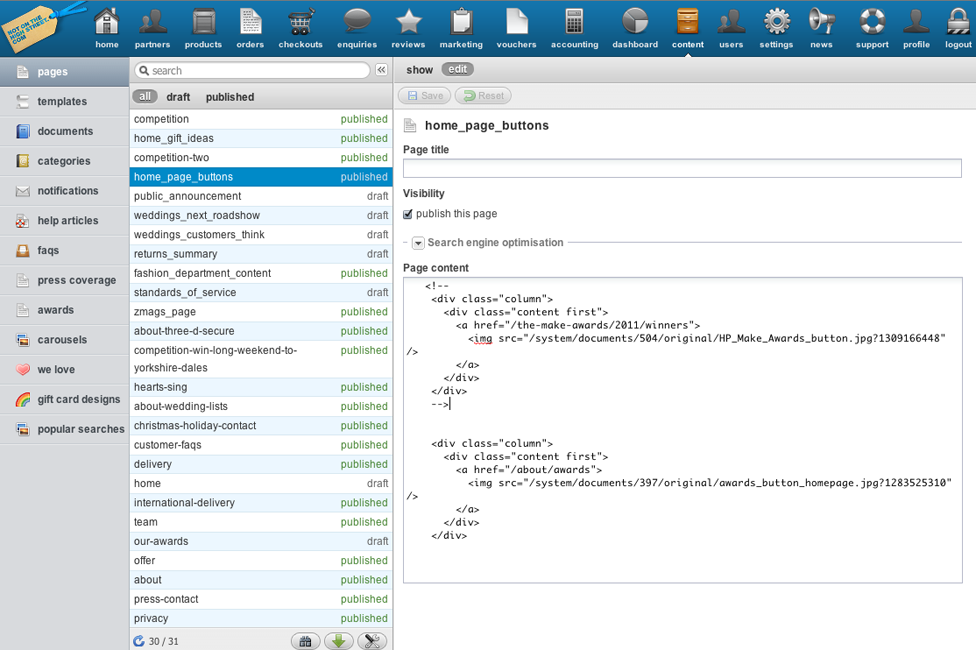 NOT ON THE HIGH STREET .COM
home
partners
products
orders
checkouts
enquiries
reviews
marketing
vouchers
accounting
dashboard
content
users
settings
news
support
profile
logout
pages
templates
documents
categories
notifications
help articles
faqs
press coverage
awards
carousels
we love
gift card designs
popular searches
search
all draft published
competition published
home_gift_ideas published
competition-two published
home_page_buttons published
public_announcement draft
weddings_next_roadshow draft
weddings_customers_think draft
returns_summary draft
fashion_department_content published
standards_of_service draft
zmags_page published
about-three-d-secure published
competition-win-long-weekend-to- published
yorkshire-dales
hearts-sing published
about-wedding-lists published
christmas-holiday-contact published
customer-faqs published
delivery published
home draft
international-delivery published
team published
our-awards draft
offer published
about published
press-contact published
privacy published
30 / 31
show edit
Save Reset
home_page_buttons
Page title
Visibility
publish this page
Search engine optimisation
Page content
<!--
<div class="column">
<div class="content first">
<a href="/the-make-awards/2011/winners">
<img src="/system/documents/504/original/HP_Make_Awards_button.jpg?1309166448"
/>
</a>
</div>
</div>
-->
<div class="column">
<div class="content first">
<a href="/about/awards">
<img src="/system/documents/397/original/awards_button_homepage.jpg?1283525310"
/>
</a>
</div>
</div>